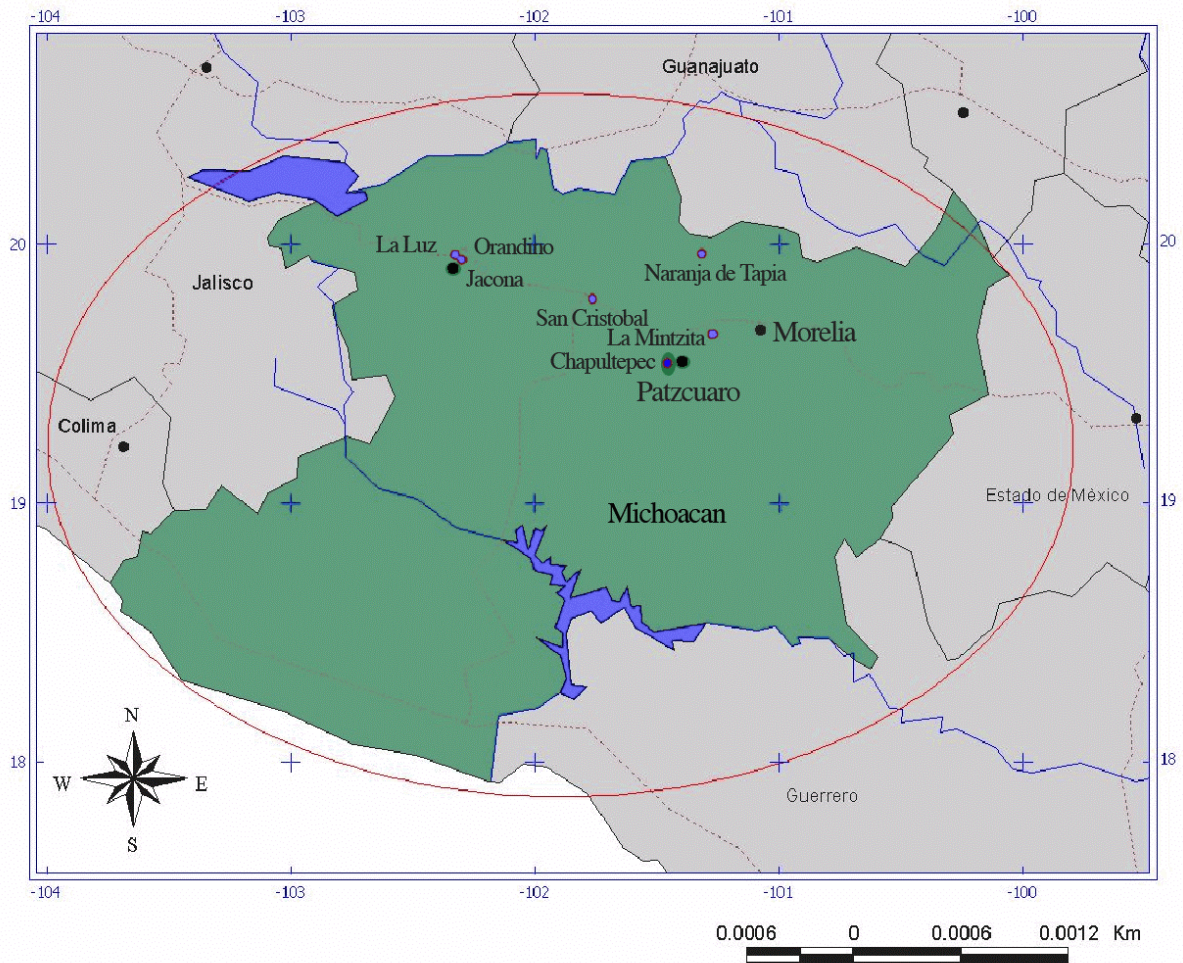 -104 -103 -102 -101 -100
Guanajuato
20 20
La Luz Orandino
Jacona
Naranja de Tapia
Jalisco
San Cristobal
La Mintzita Morelia
Chapultepec
Patzcuaro
Colima
19 Estado de México 19
Michoacan
N
W E
S
18 18
Guerrero
-104 -103 -102 -101 -100
0.0006 0 0.0006 0.0012 Km